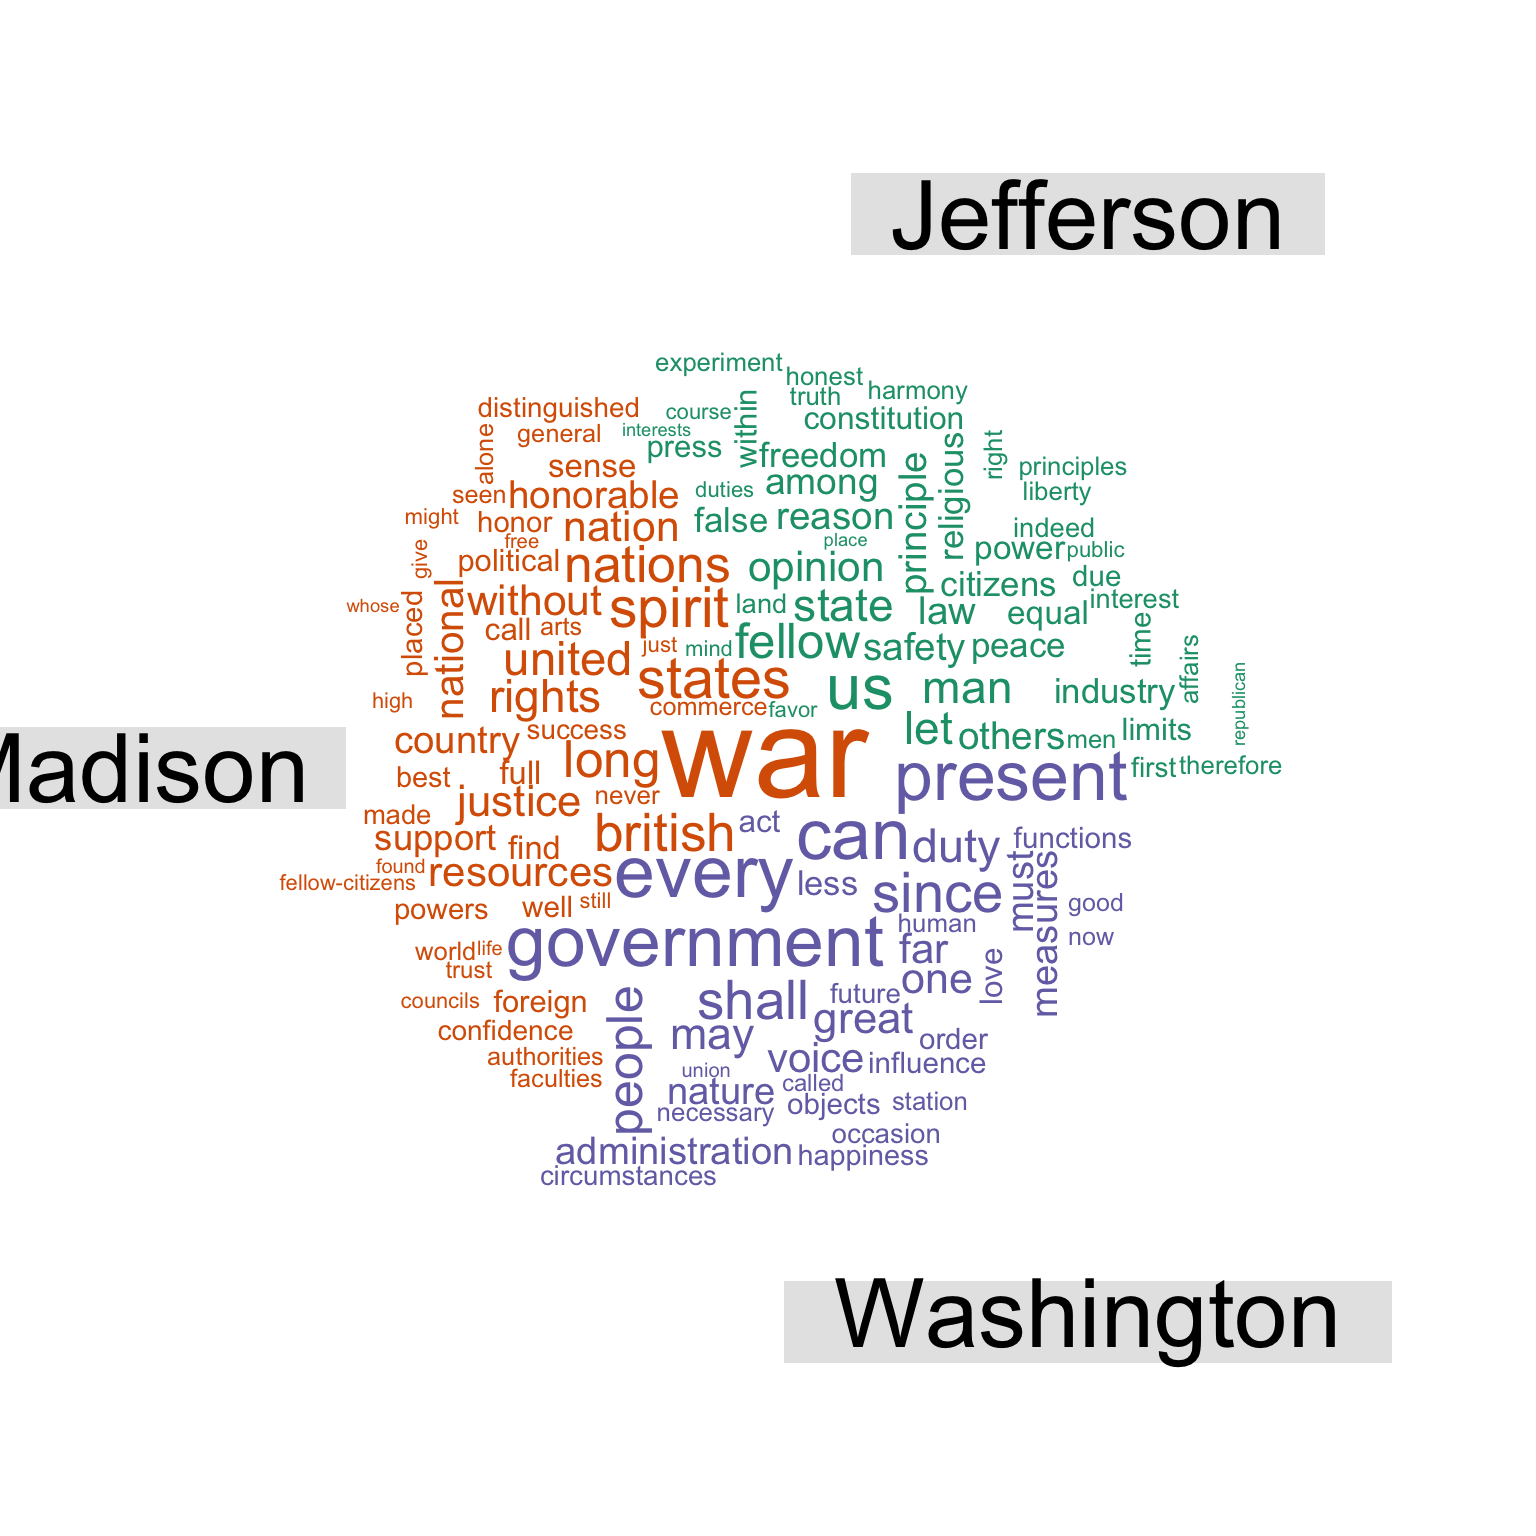 Jefferson
experiment
honest
truth
harmony
distinguished
course
within
constitution
general
interests
press
freedom
religious
right
alone
sense
among
principle
principles
seen
honorable
duties
liberty
might
honor
nation
false
reason
indeed
free
place
power
public
give
political
nations
opinion
citizens
due
whose
placed
national
without
spirit
land
state
law
equal
interest
call
arts
time
united
just
mind
fellow
safety
peace
affairs
high
rights
states
us
man
industry
republican
commerce
favor
country
success
let
others
men
limits
Madison
best
full
long
war
present
first
therefore
made
justice
never
support
find
british
act
can
duty
functions
found
fellow-citizens
resources
every
less
since
must
measures
good
powers
well
still
human
now
world
life
government
far
trust
one
love
councils
foreign
people
shall
future
great
confidence
may
order
authorities
voice
influence
faculties
union
nature
called
necessary
objects
station
occasion
administration
happiness
circumstances
Washington